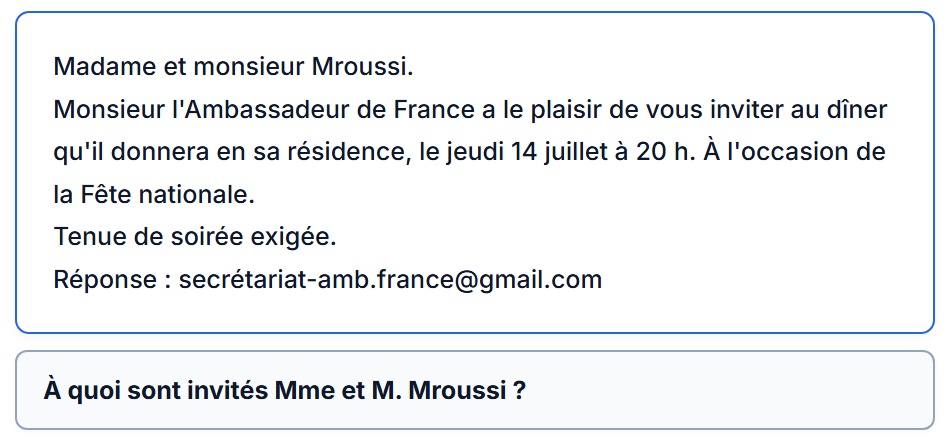 Madame et monsieur Mroussi.
Monsieur l'Ambassadeur de France a le plaisir de vous inviter au dîner
qu'il donnera en sa résidence, le jeudi 14 juillet à 20 h. À l'occasion de
la Fête nationale.
Tenue de soirée exigée.
Réponse : secrétariat-amb.france@gmail.com
À quoi sont invités Mme et M. Mroussi ?